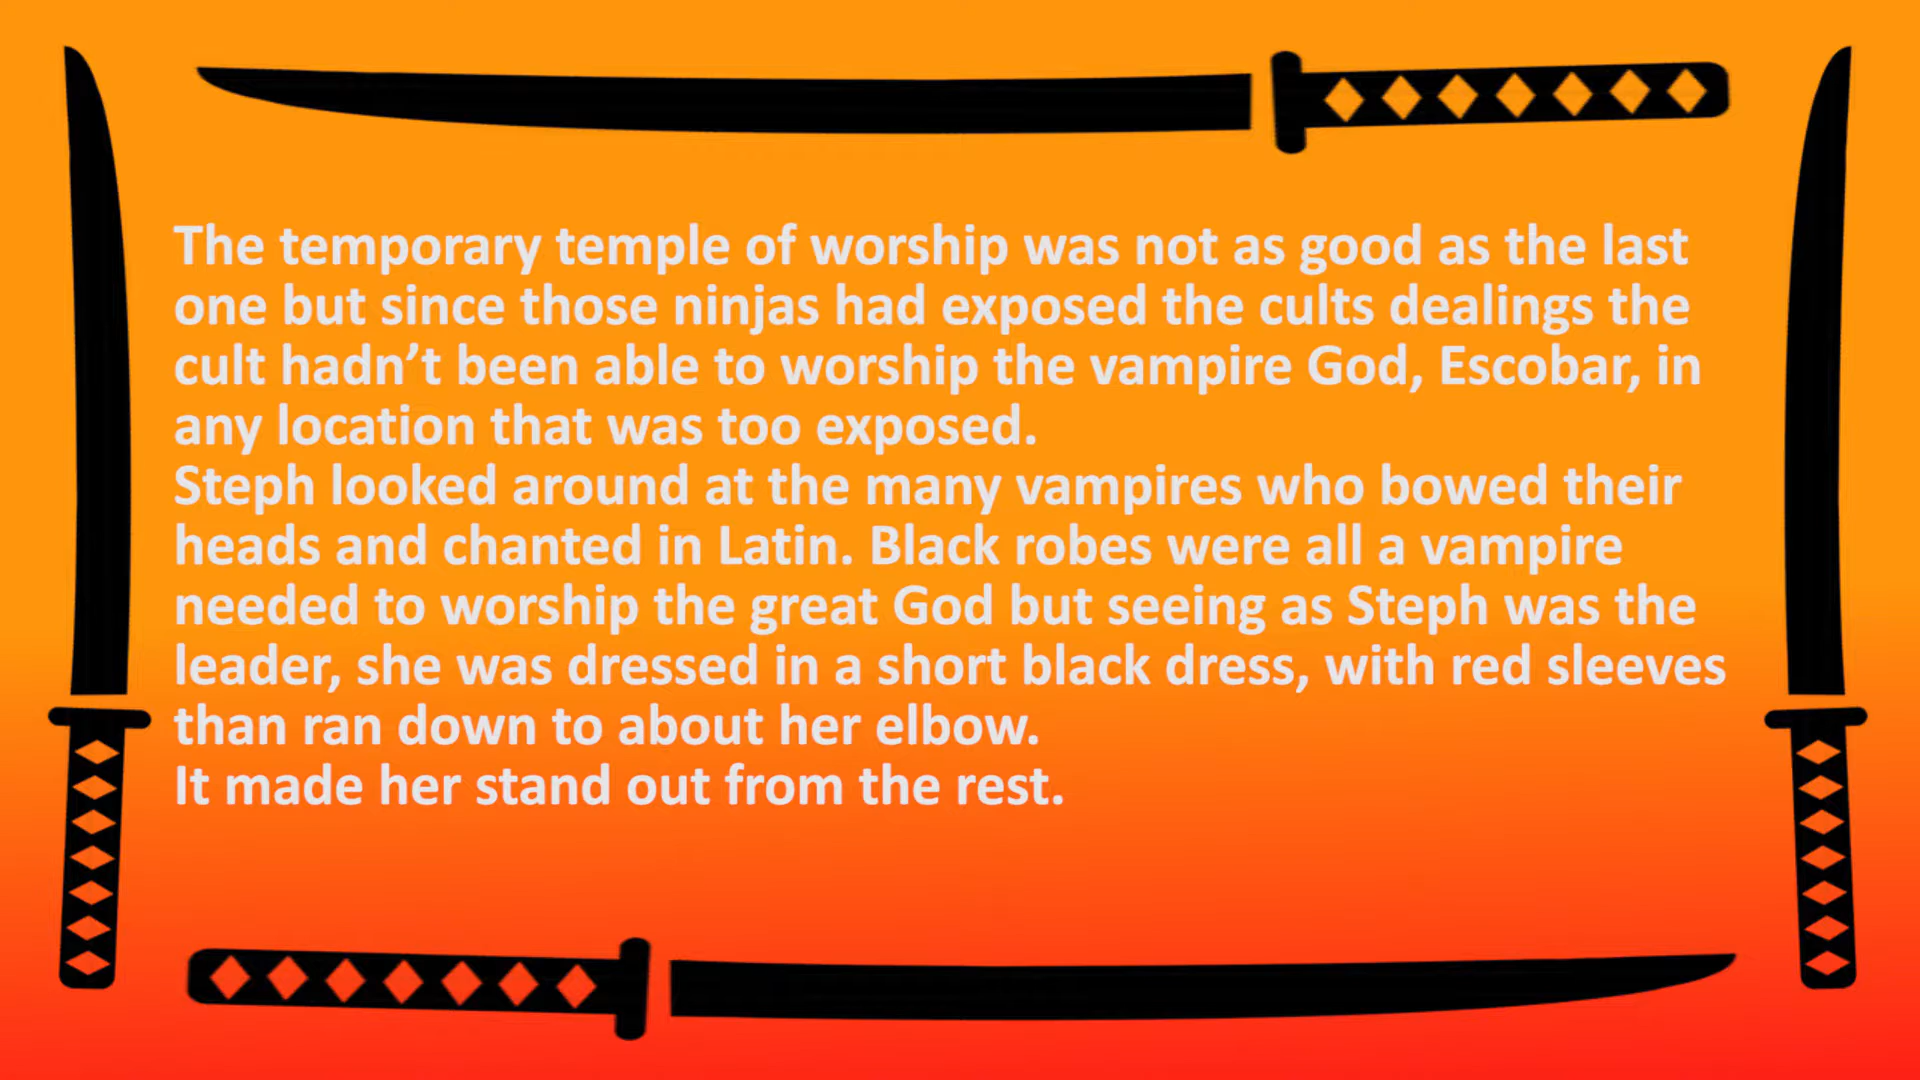 The temporary temple of worship was not as good as the last
one but since those ninjas had exposed the cults dealings the
cult hadn’t been able to worship the vampire God, Escobar, in
any location that was too exposed.
Steph looked around at the many vampires who bowed their
heads and chanted in Latin. Black robes were all a vampire
needed to worship the great God but seeing as Steph was the
leader, she was dressed in a short black dress, with red sleeves
than ran down to about her elbow.
It made her stand out from the rest.